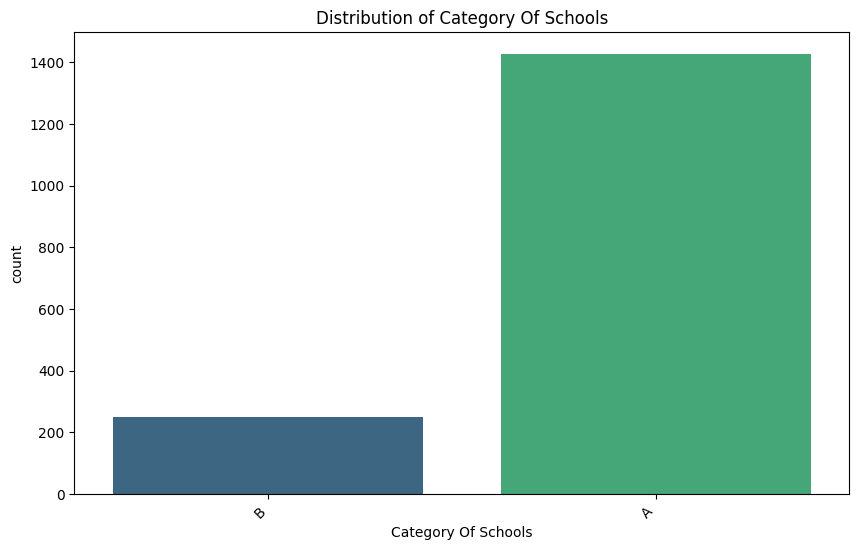 Distribution of Category Of Schools
1400
1200
1000
800
600
400
200
0
count
B
A
Category Of Schools